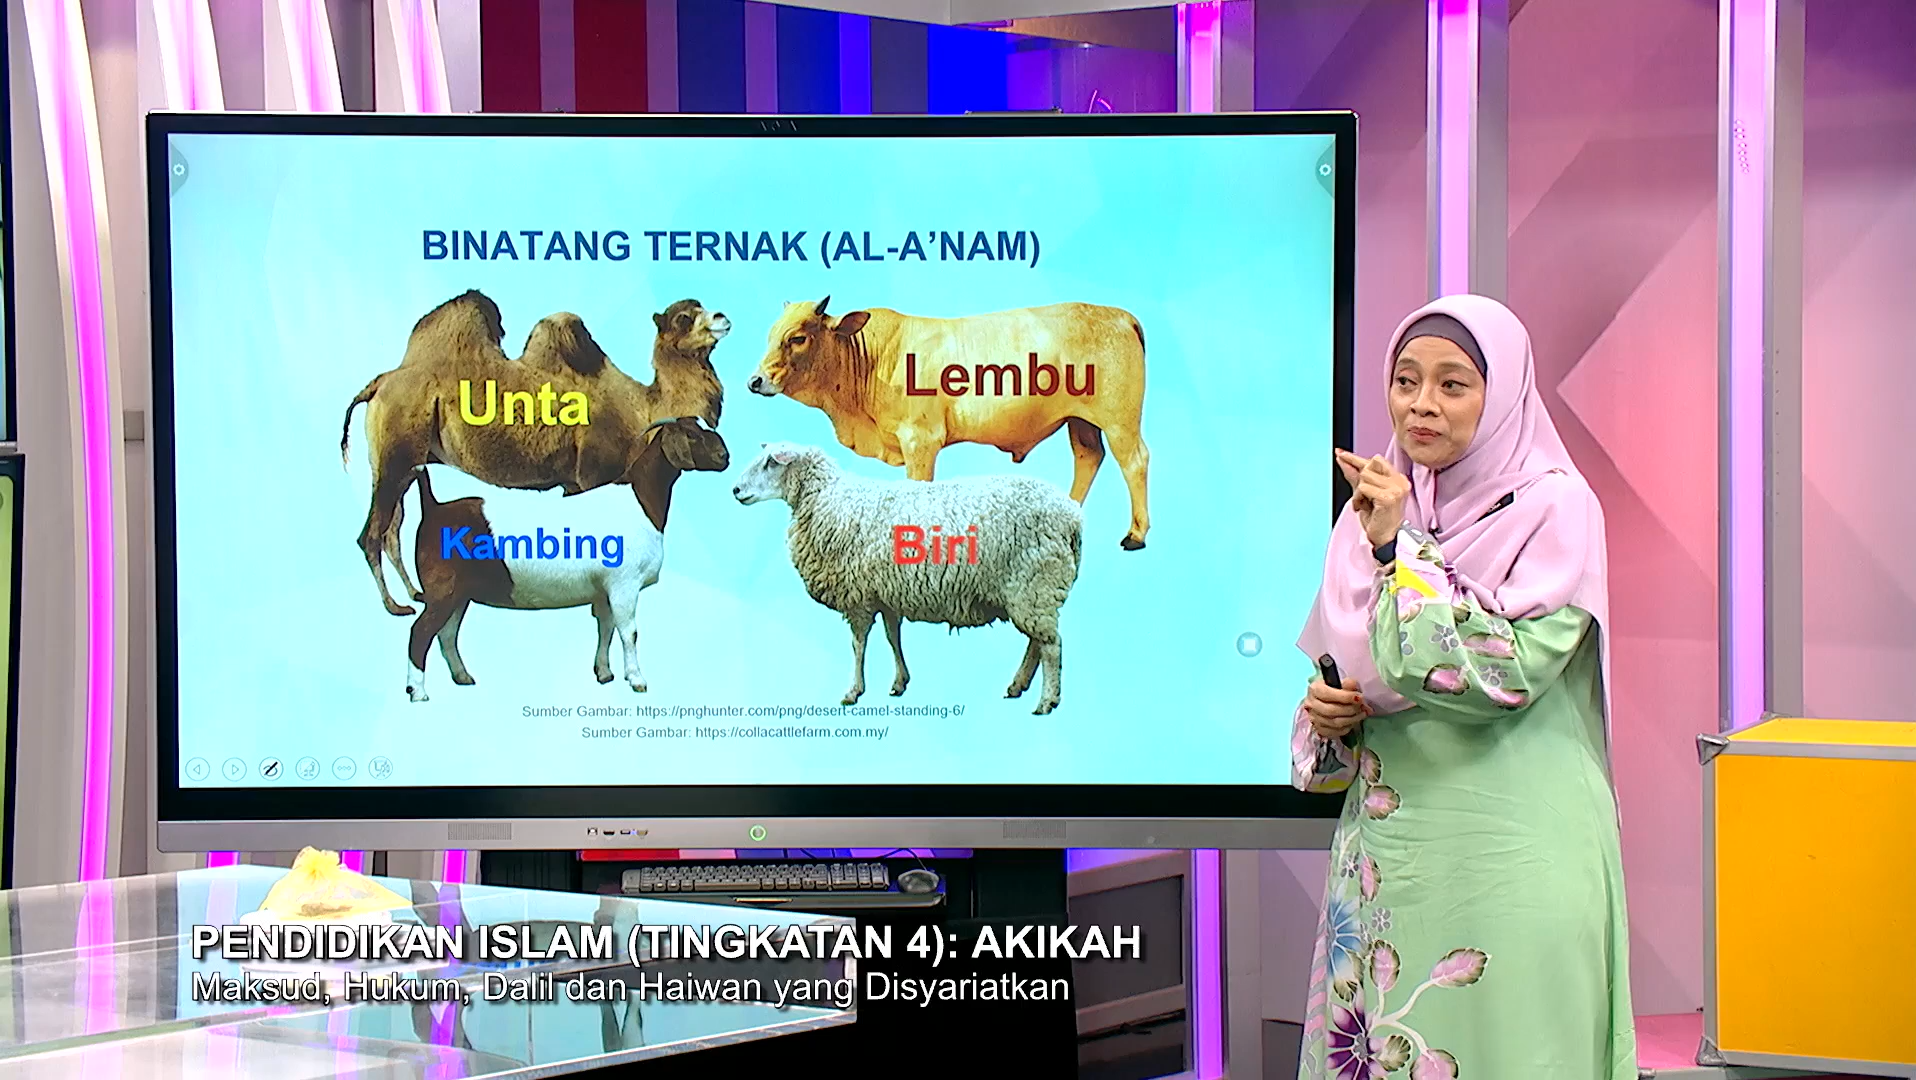 BINATANG TERNAK (AL-A’NAM)
Unta
Lembu
Kambing
Biri
Sumber Gambar: https://pnghunter.com/png/desert-camel-standing-6/
Sumber Gambar: https://collacattlefarm.com.my/
PENDIDIKAN ISLAM (TINGKATAN 4): AKIKAH
Maksud, Hukum, Dalil dan Haiwan yang Disyariatkan